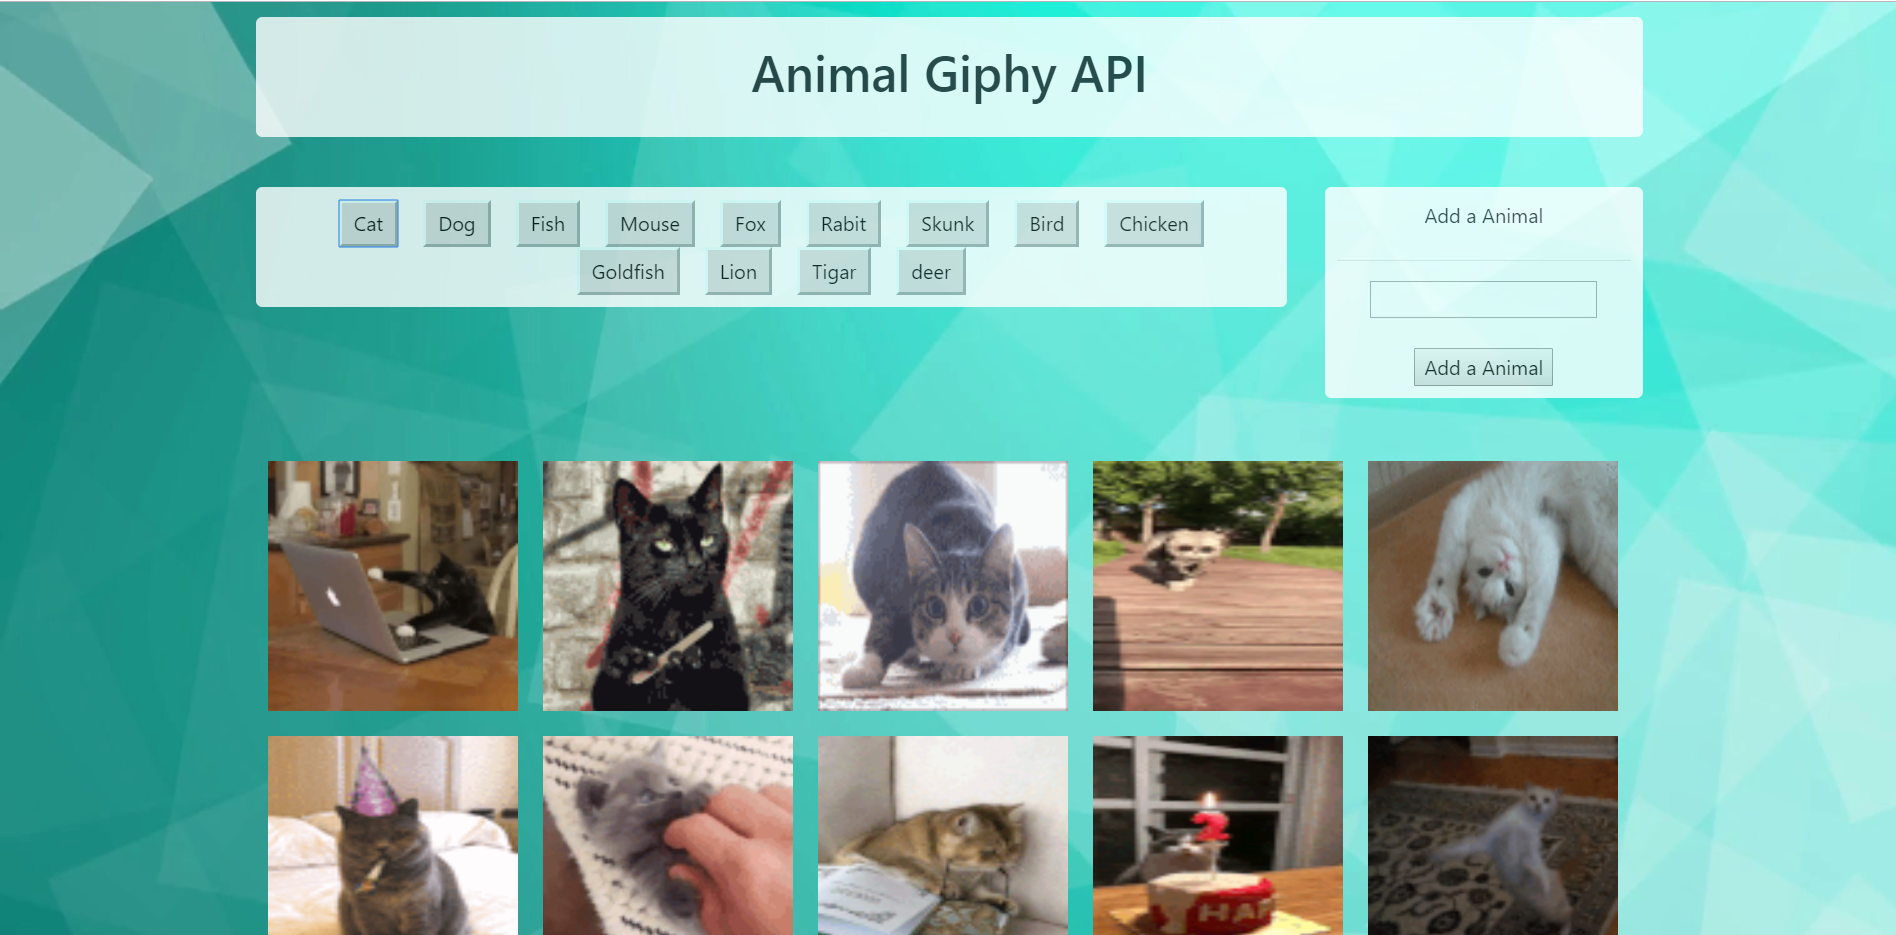 Animal Giphy API
Cat Dog Fish Mouse Fox Rabit Skunk Bird Chicken
Goldfish Lion Tigar deer
Add a Animal
Add a Animal
2
HAP